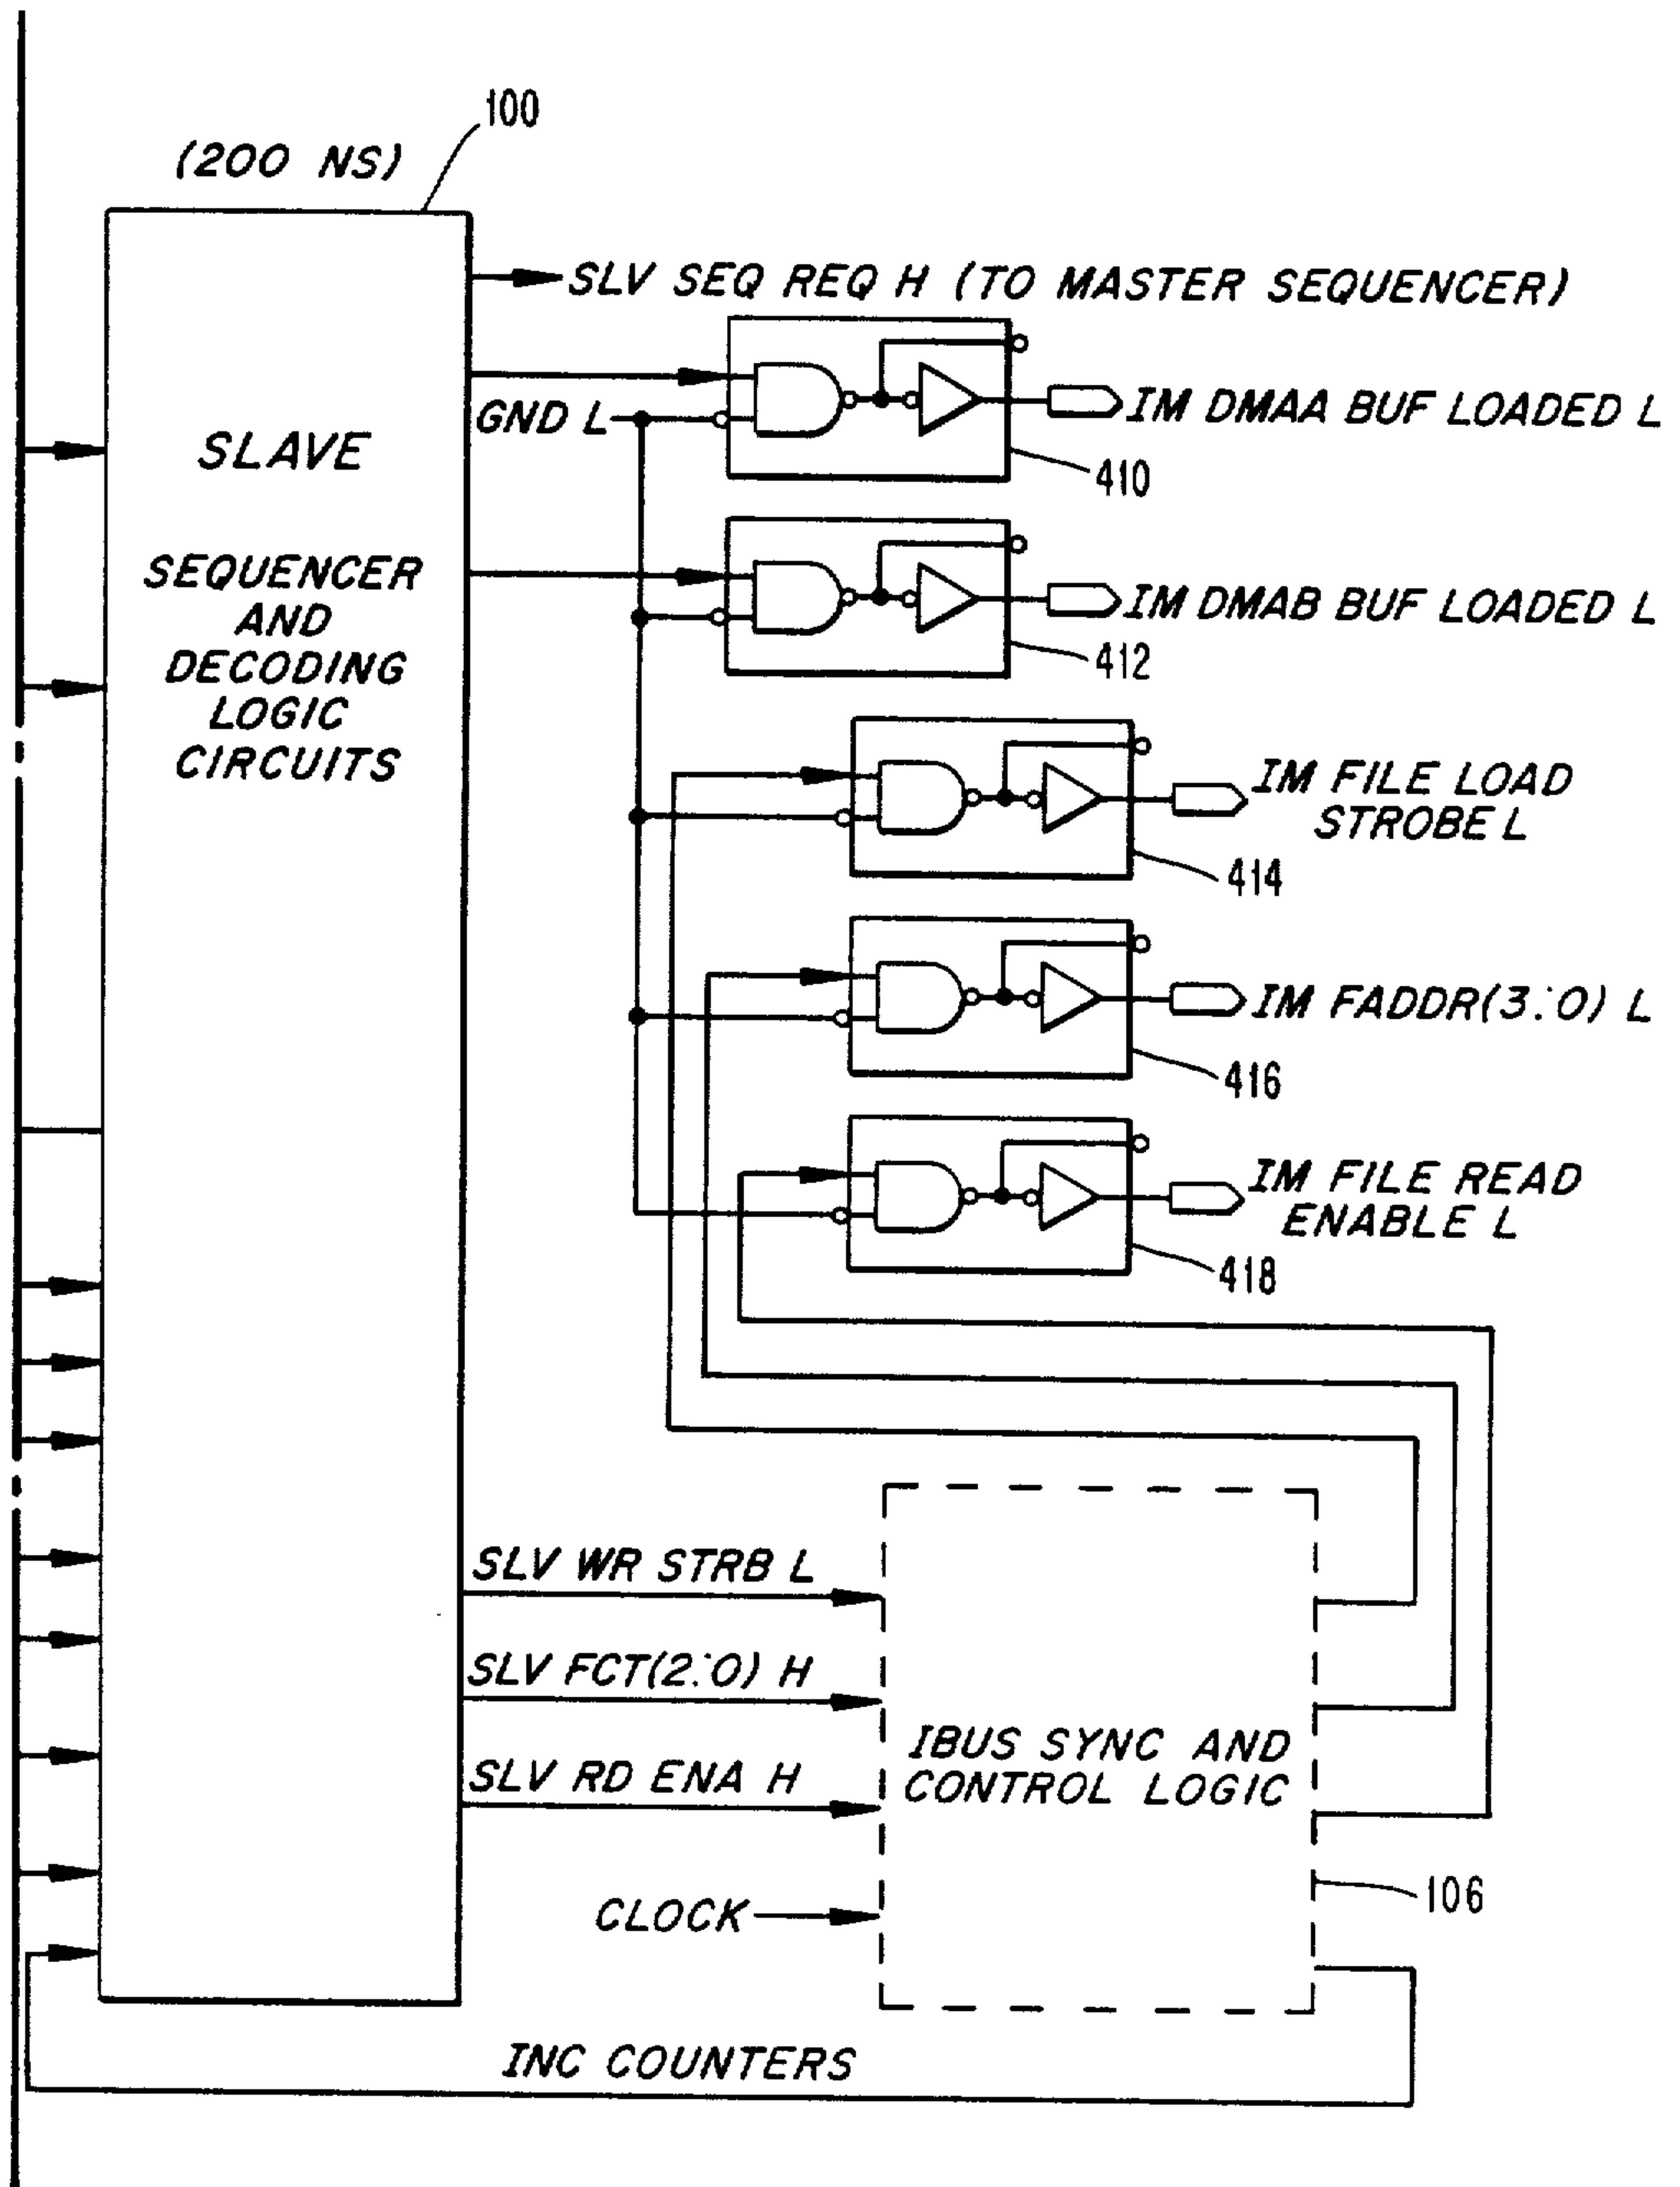 100
(200 NS)
SLV SEQ REQ H (TO MASTER SEQUENCER)
GND L
IM DMAA BUF LOADED L
410
SLAVE
SEQUENCER
AND
DECODING
LOGIC
CIRCUITS
IM DMAB BUF LOADED L
412
IM FILE LOAD
STROBE L
414
IM FADDR(3:0) L
416
IM FILE READ
ENABLE L
418
SLV WR STRB L
SLV FCT(2:0) H
SLV RD ENA H
IBUS SYNC AND
CONTROL LOGIC
CLOCK
106
INC COUNTERS